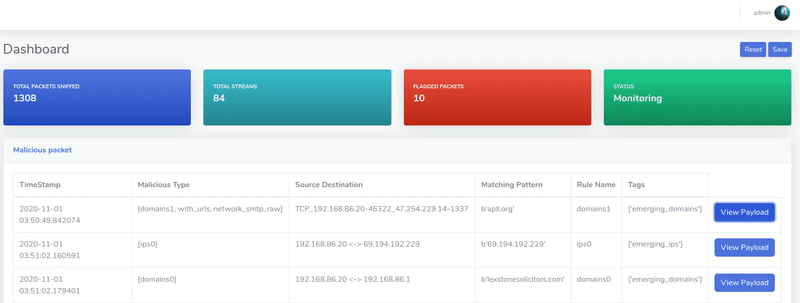 admin
Dashboard
Reset Save
TOTAL PACKETS SNIFFED
1308
TOTAL STREAMS
84
FLAGGED PACKETS
10
STATUS
Monitoring
Malicious packet
TimeStamp Malicious Type Source Destination Matching Pattern Rule Name Tags
2020-11-01
03:50:49.842074
[domains1, with_urls, network_smtp_raw] TCP_192.168.86.20-46322_47.254.229.14-1337 b'apll.org' domains1 ['emerging_domains'] View Payload
2020-11-01
03:51:02.160591
[ips0] 192.168.86.20 <-> 69.194.192.229 b'69.194.192.229' ips0 ['emerging_ips'] View Payload
2020-11-01
03:51:02.179401
[domains0] 192.168.86.20 <-> 192.168.86.1 b'lexstonesolicitors.com' domains0 ['emerging_domains'] View Payload